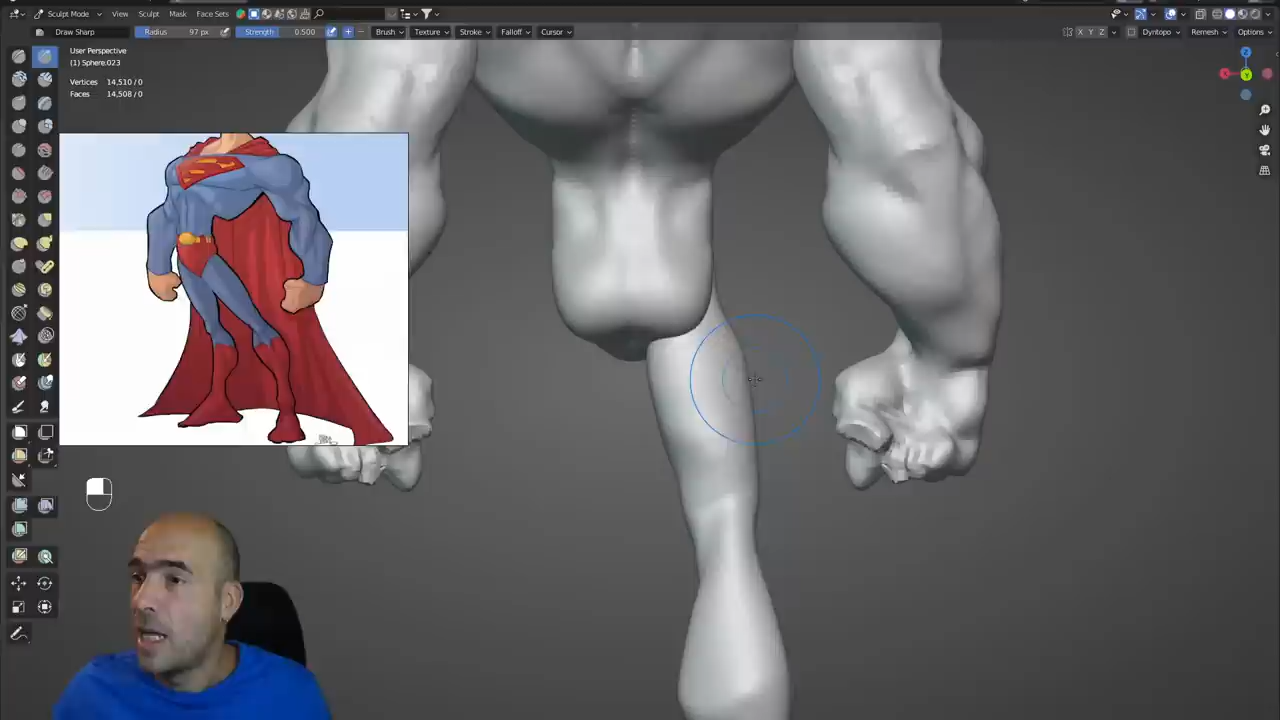 Sculpt Mode View Sculpt Mask Face Sets
Draw Sharp Radius 97 px Strength 0.500 Brush Texture Stroke Falloff Cursor X Y Z Dyntopo Remesh Options
User Perspective
(1) Sphere.023
Vertices 14,510 / 0
Faces 14,508 / 0
Z
X
Y